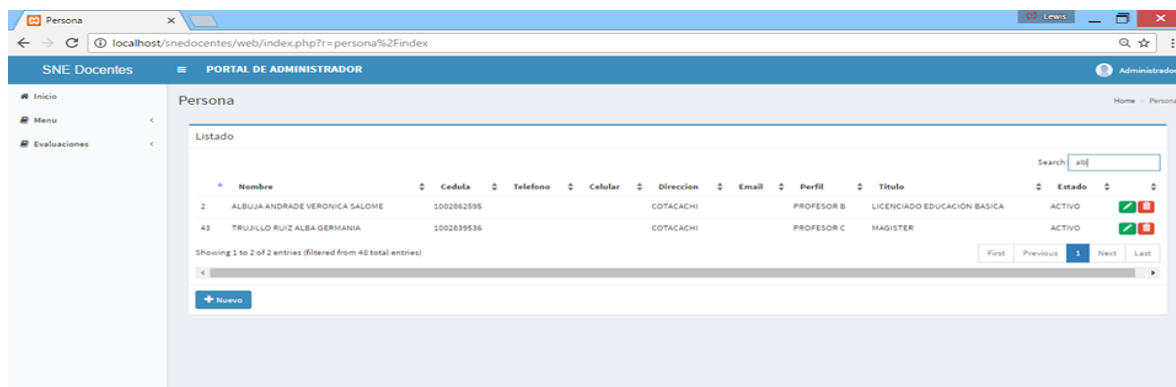 Persona
Lewis
localhost/snedocentes/web/index.php?r=persona%2Findex
SNE Docentes PORTAL DE ADMINISTRADOR Administrador
Inicio
Menu
Evaluaciones
Persona Home > Persona
Listado
Search: alb
Nombre Cedula Telefono Celular Direccion Email Perfil Titulo Estado
2 ALBUJA ANDRADE VERONICA SALOME 1002862595 COTACACHI PROFESOR B LICENCIADO EDUCACIÓN BASICA ACTIVO
43 TRUJILLO RUIZ ALBA GERMANIA 1002839536 COTACACHI PROFESOR C MAGISTER ACTIVO
Showing 1 to 2 of 2 entries (filtered from 48 total entries)
First Previous 1 Next Last
Nuevo